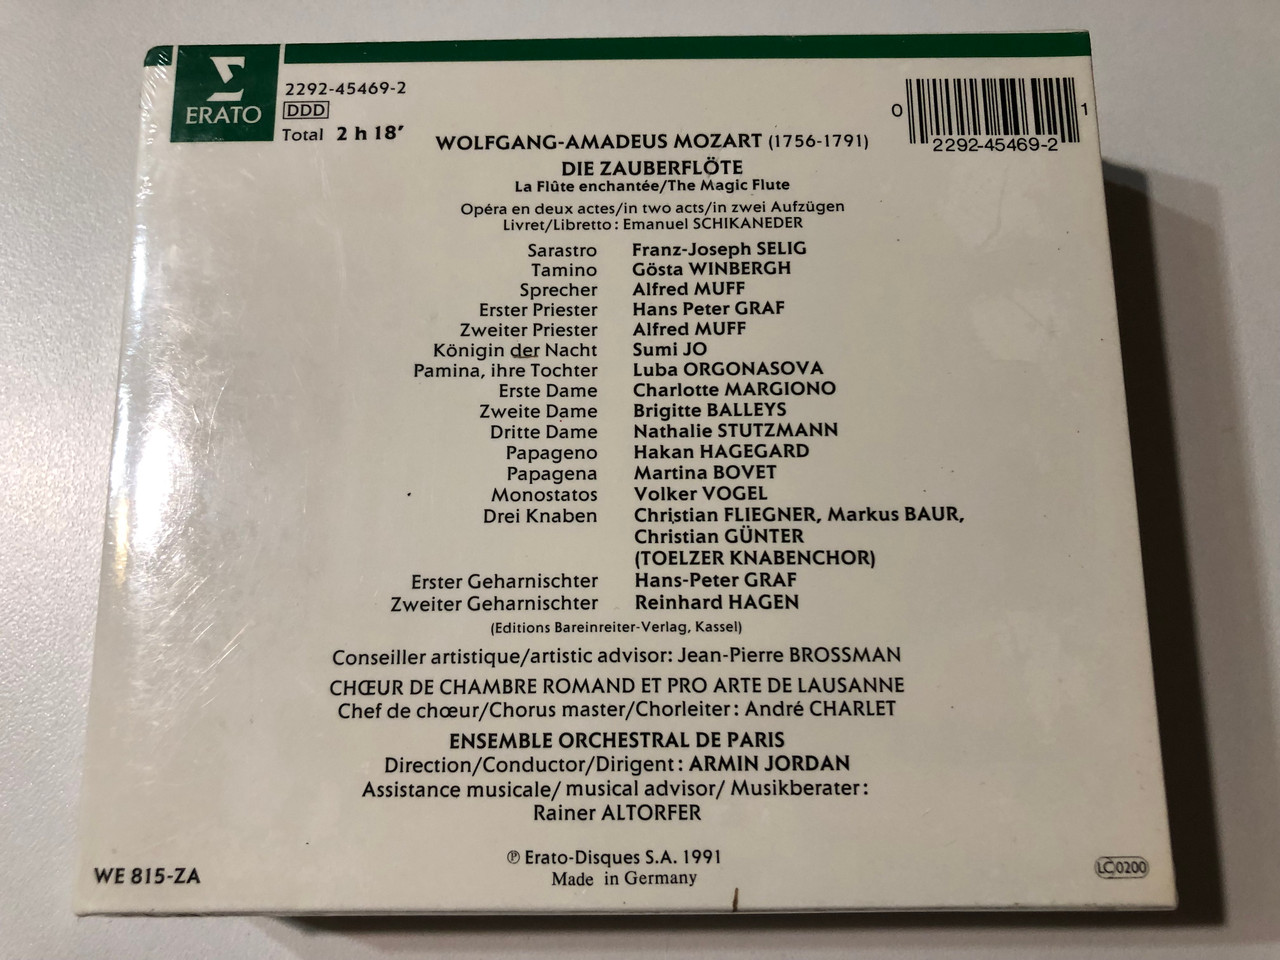 ERATO
2292-45469-2
DDD
Total 2 h 18'
0 2292-45469-2 1
WOLFGANG-AMADEUS MOZART (1756-1791)
DIE ZAUBERFLÖTE
La Flûte enchantée/The Magic Flute
Opéra en deux actes/in two acts/in zwei Aufzügen
Livret/Libretto : Emanuel SCHIKANEDER
Sarastro Franz-Joseph SELIG
Tamino Gösta WINBERGH
Sprecher Alfred MUFF
Erster Priester Hans Peter GRAF
Zweiter Priester Alfred MUFF
Königin der Nacht Sumi JO
Pamina, ihre Tochter Luba ORGONASOVA
Erste Dame Charlotte MARGIONO
Zweite Dame Brigitte BALLEYS
Dritte Dame Nathalie STUTZMANN
Papageno Hakan HAGEGARD
Papagena Martina BOVET
Monostatos Volker VOGEL
Drei Knaben Christian FLIEGNER, Markus BAUR,
Christian GÜNTER
(TOELZER KNABENCHOR)
Erster Geharnischter Hans-Peter GRAF
Zweiter Geharnischter Reinhard HAGEN
(Editions Bareinreiter-Verlag, Kassel)
Conseiller artistique/artistic advisor: Jean-Pierre BROSSMAN
CHŒUR DE CHAMBRE ROMAND ET PRO ARTE DE LAUSANNE
Chef de chœur/Chorus master/Chorleiter : André CHARLET
ENSEMBLE ORCHESTRAL DE PARIS
Direction/Conductor/Dirigent : ARMIN JORDAN
Assistance musicale/ musical advisor/ Musikberater :
Rainer ALTORFER
℗ Erato-Disques S.A. 1991
Made in Germany
WE 815-ZA
LC 0200